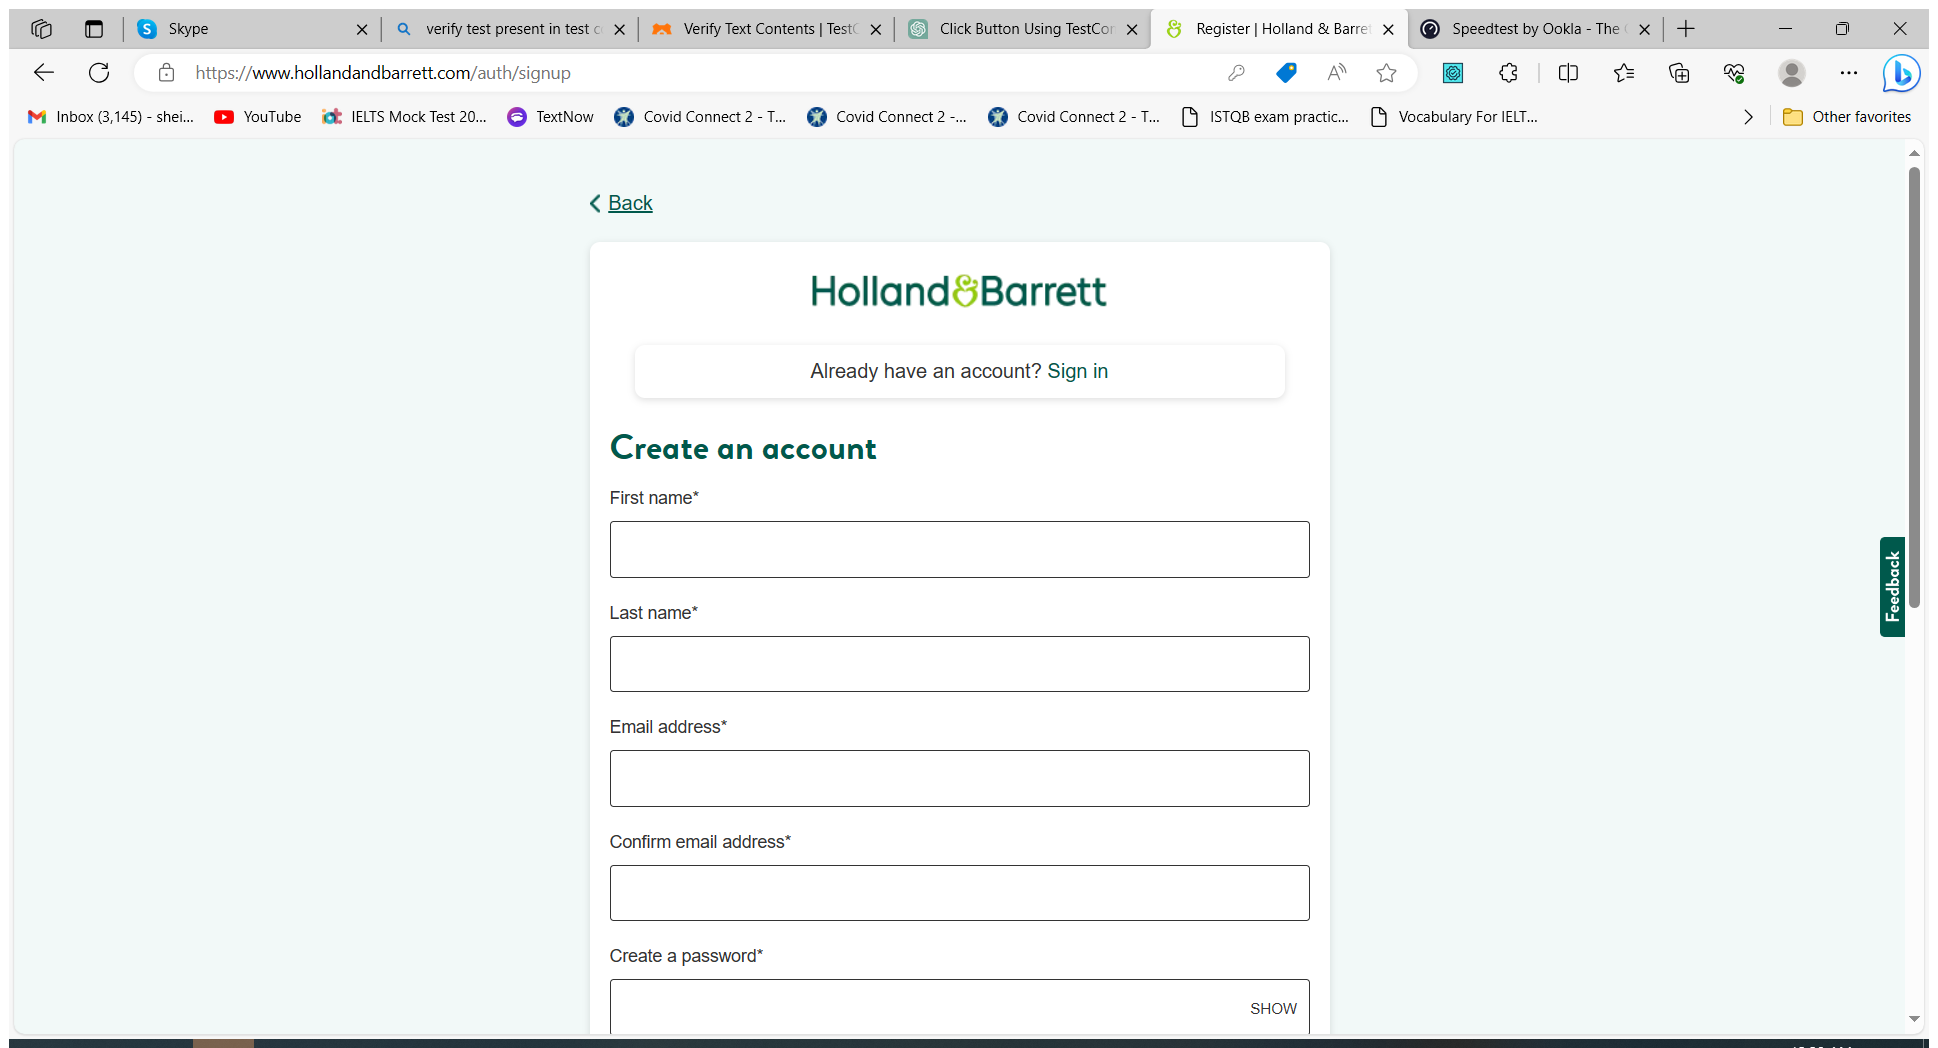 Skype
verify test present in test c
Verify Text Contents | TestC
Click Button Using TestCor
Register | Holland & Barret
Speedtest by Ookla - The
https://www.hollandandbarrett.com/auth/signup
Inbox (3,145) - shei...
YouTube
IELTS Mock Test 20...
TextNow
Covid Connect 2 - T...
Covid Connect 2 -...
Covid Connect 2 - T...
ISTQB exam practic...
Vocabulary For IELT...
Other favorites
Back
Holland&Barrett
Already have an account? Sign in
Create an account
First name*
Last name*
Email address*
Confirm email address*
Create a password*
SHOW
Feedback